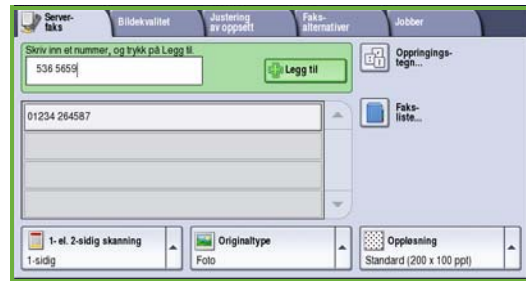 Server-
faks
Bildekvalitet
Justering
av oppsett
Faks-
alternativer
Jobber
Skriv inn et nummer, og trykk på Legg til.
536 5659
Legg til
Oppringings-
tegn...
01234 264587
Faks-
liste...
1- el. 2-sidig skanning
1-sidig
Originaltype
Foto
Oppløsning
Standard (200 x 100 ppt)